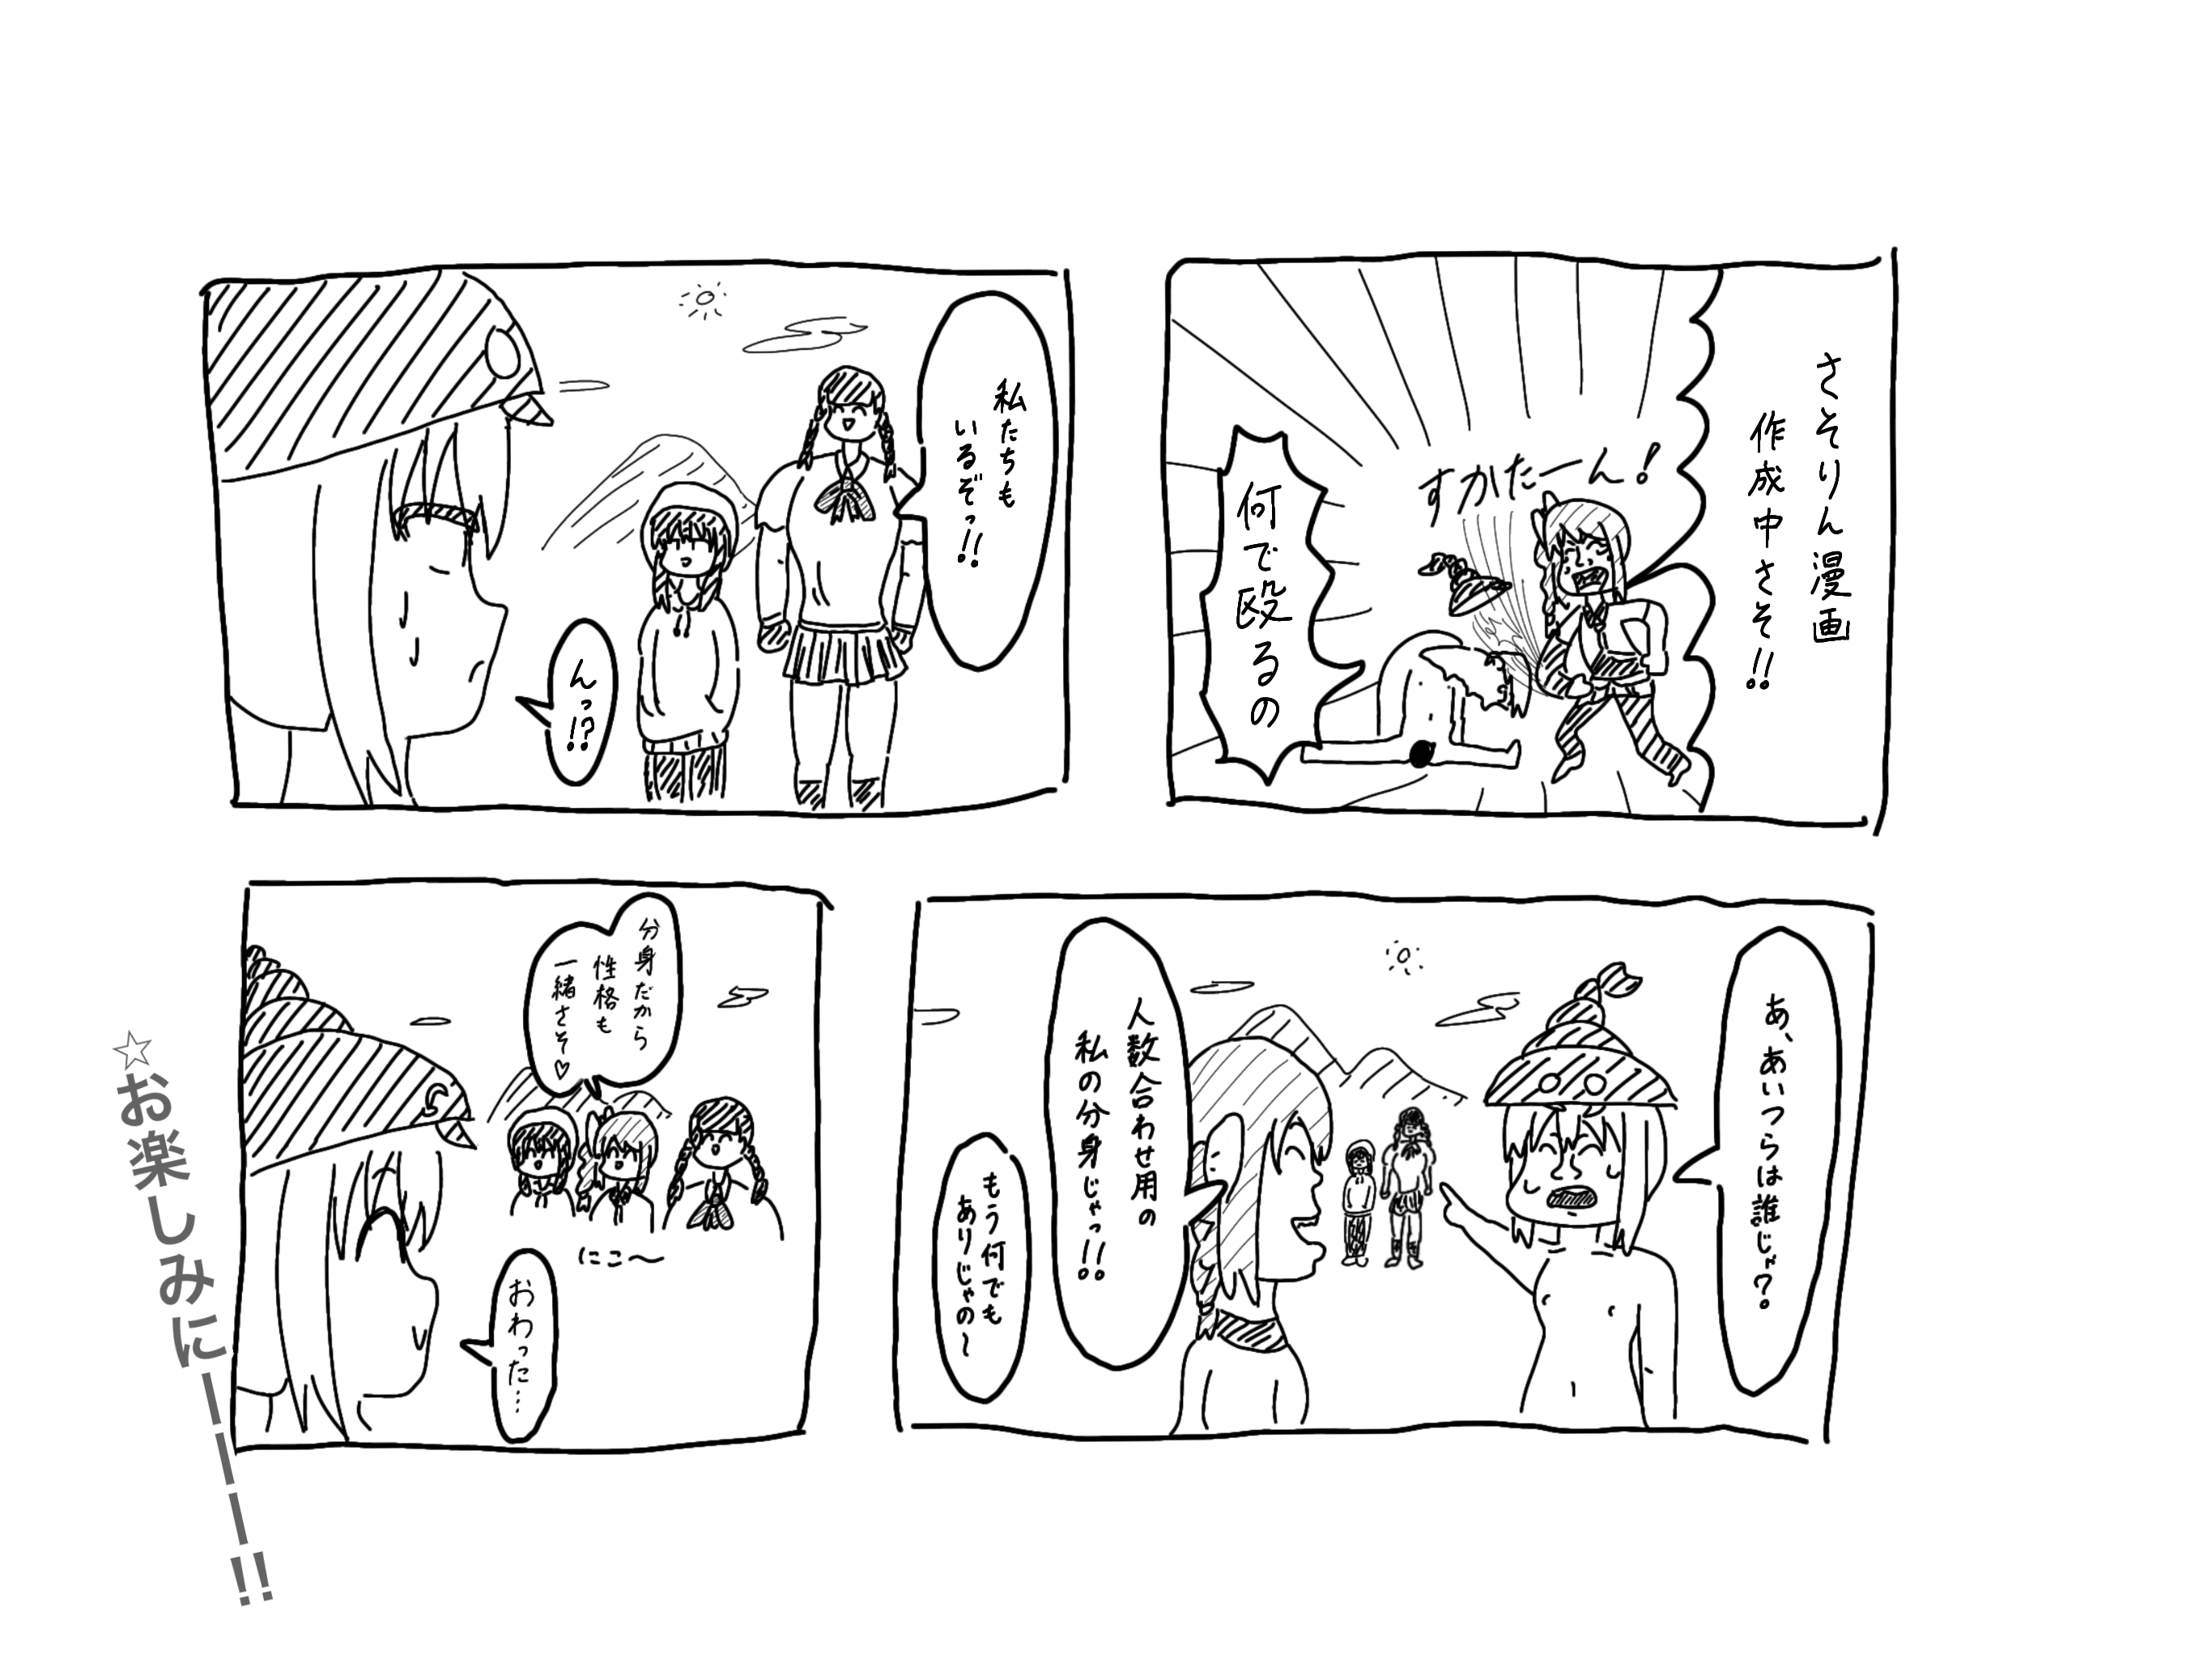 さそりん漫画
作成中さそ!!
すかたーん!
何で殴るの
私たちも
いるぞっ!!
んっ!?
あ、あいつらは誰じゃ?
人数合わせ用の
私の分身じゃっ!!
もう何でも
ありじゃの〜
分身だから
性格も
一緒さそ♡
にこ〜
おわった…
☆お楽しみにーーーー!!